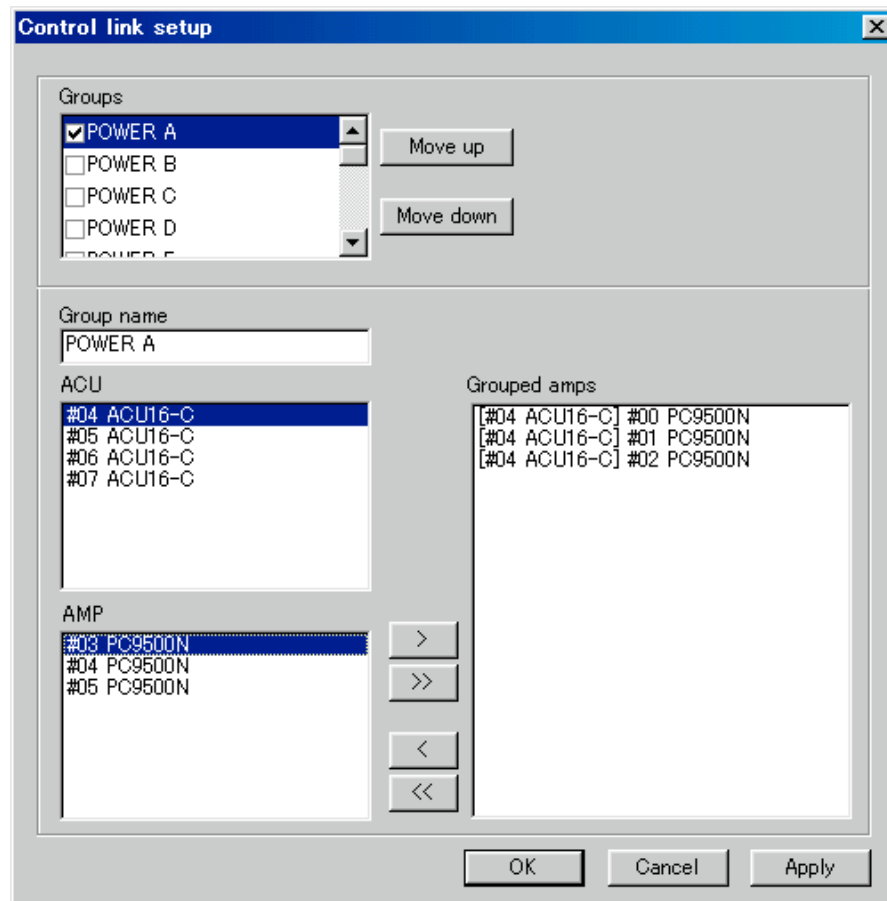 Control link setup
Groups
POWER A
POWER B
POWER C
POWER D
Move up
Move down
Group name
POWER A
ACU
#04 ACU16-C
#05 ACU16-C
#06 ACU16-C
#07 ACU16-C
AMP
#03 PC9500N
#04 PC9500N
#05 PC9500N
>
>>
<
<<
Grouped amps
[#04 ACU16-C] #00 PC9500N
[#04 ACU16-C] #01 PC9500N
[#04 ACU16-C] #02 PC9500N
OK
Cancel
Apply